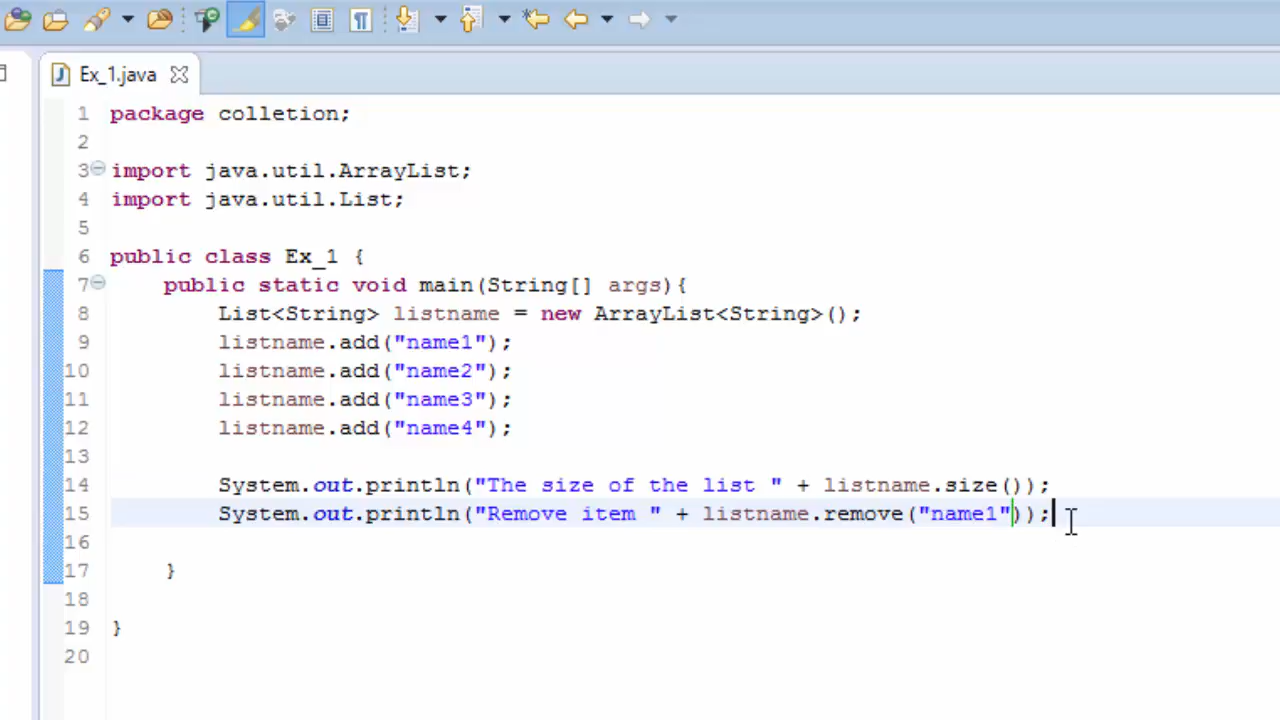 Ex_1.java
1 package colletion;
2
3 import java.util.ArrayList;
4 import java.util.List;
5
6 public class Ex_1 {
7 public static void main(String[] args){
8 List<String> listname = new ArrayList<String>();
9 listname.add("name1");
10 listname.add("name2");
11 listname.add("name3");
12 listname.add("name4");
13
14 System.out.println("The size of the list " + listname.size());
15 System.out.println("Remove item " + listname.remove("name1"));
16
17 }
18
19 }
20